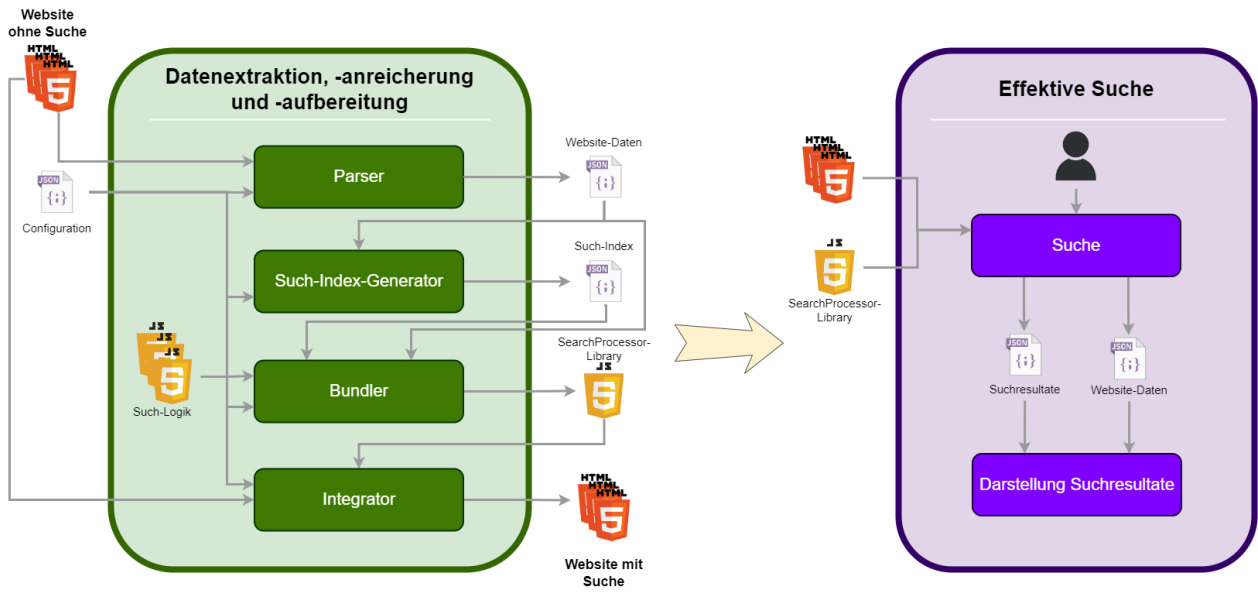 Website
ohne Suche
HTML
HTML
HTML
5
Datenextraktion, -anreicherung
und -aufbereitung
JSON
{;}
Configuration
Parser
Website-Daten
JSON
{;}
Such-Index-Generator
Such-Index
JSON
{;}
JS
JS
JS
5
Such-Logik
Bundler
SearchProcessor-
Library
JS
5
Integrator
HTML
HTML
HTML
5
Website mit
Suche
HTML
HTML
HTML
5
JS
5
SearchProcessor-
Library
Effektive Suche
Suche
JSON
{;}
Suchresultate
JSON
{;}
Website-Daten
Darstellung Suchresultate